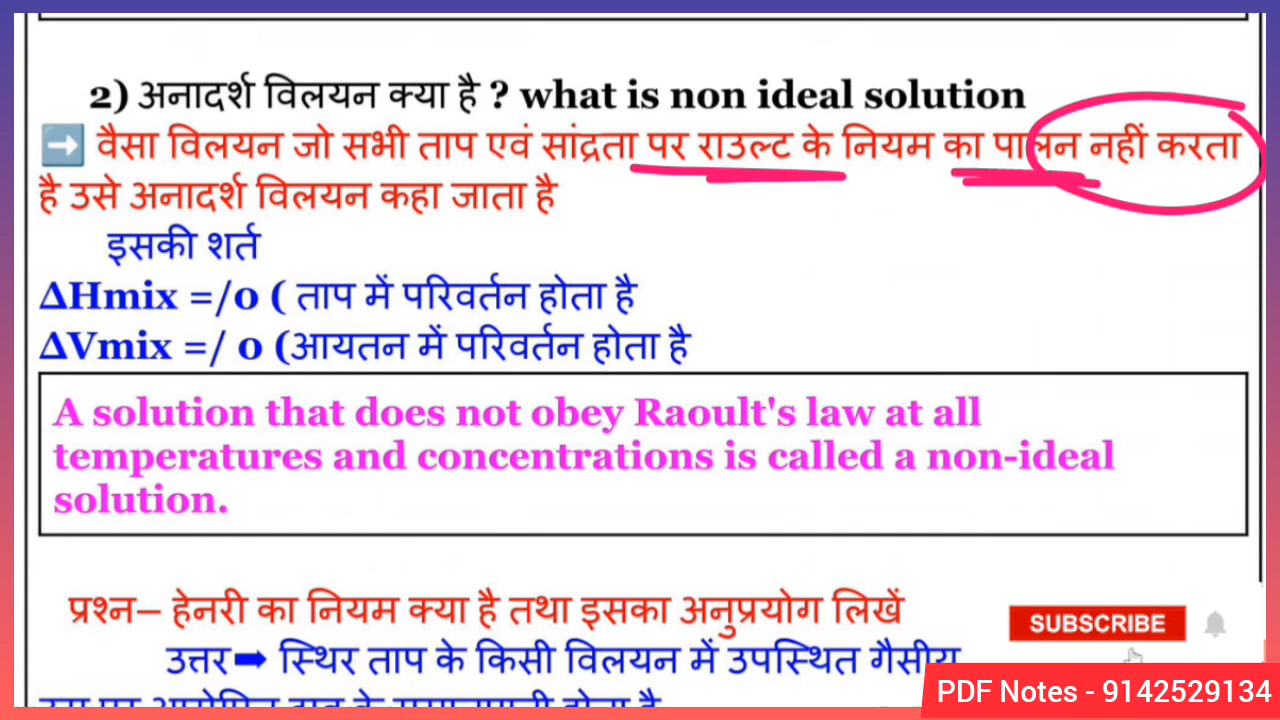 2) अनादर्श विलयन क्या है ? what is non ideal solution
➡ वैसा विलयन जो सभी ताप एवं सांद्रता पर राउल्ट के नियम का पालन नहीं करता
है उसे अनादर्श विलयन कहा जाता है
इसकी शर्त
ΔHmix =/0 ( ताप में परिवर्तन होता है
ΔVmix =/ 0 (आयतन में परिवर्तन होता है
A solution that does not obey Raoult's law at all
temperatures and concentrations is called a non-ideal
solution.
प्रश्न– हेनरी का नियम क्या है तथा इसका अनुप्रयोग लिखें
SUBSCRIBE
उत्तर➡ स्थिर ताप के किसी विलयन में उपस्थित गैसीय
PDF Notes - 9142529134